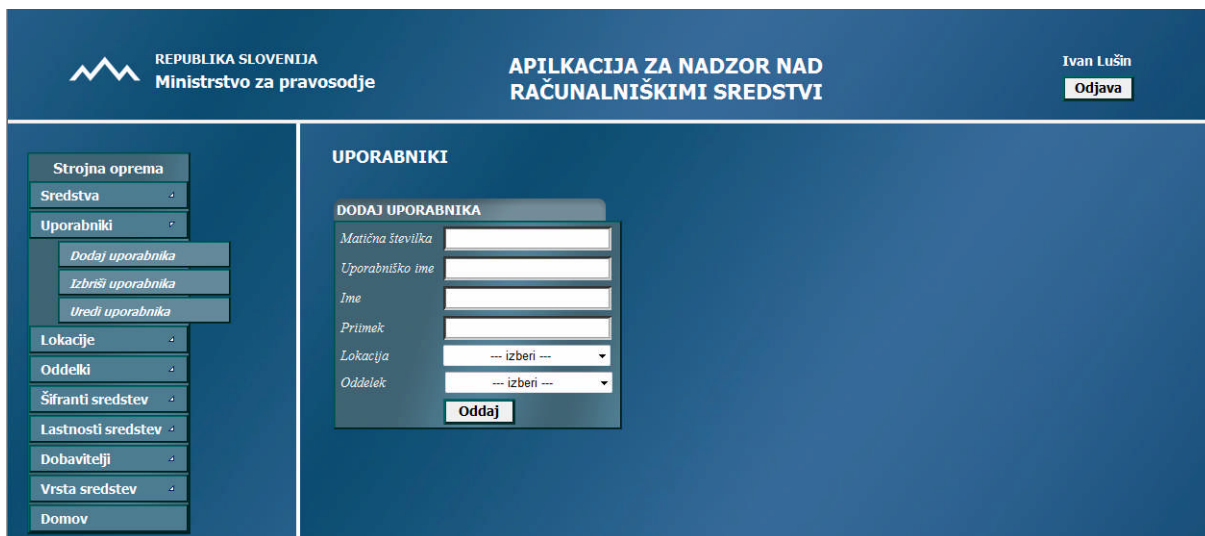 REPUBLIKA SLOVENIJA
Ministrstvo za pravosodje
APILKACIJA ZA NADZOR NAD
RAČUNALNIŠKIMI SREDSTVI
Ivan Lušin
Odjava
Strojna oprema
Sredstva
Uporabniki
Dodaj uporabnika
Izbriši uporabnika
Uredi uporabnika
Lokacije
Oddelki
Šifranti sredstev
Lastnosti sredstev
Dobavitelji
Vrsta sredstev
Domov
UPORABNIKI
DODAJ UPORABNIKA
Matična številka
Uporabniško ime
Ime
Priimek
Lokacija --- izberi ---
Oddelek --- izberi ---
Oddaj